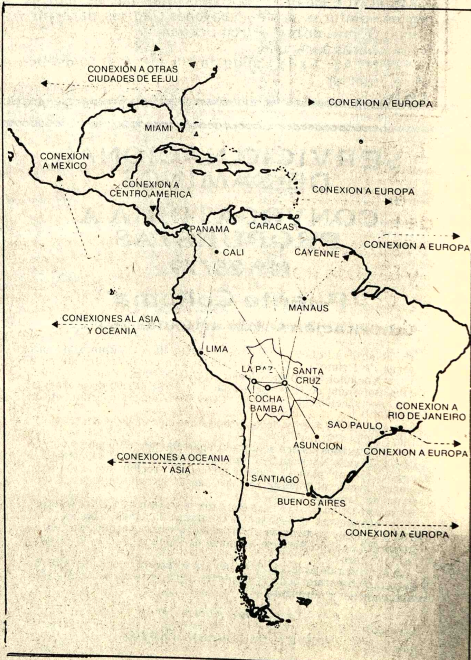 CONEXION A OTRAS
CIUDADES DE EE.UU
CONEXION A EUROPA
MIAMI
CONEXION
A MEXICO
CONEXION A
CENTRO.AMERICA
CONEXION A EUROPA
PANAMA
CARACAS
CALI
CAYENNE
CONEXION A EUROPA
MANAUS
CONEXIONES AL ASIA
Y OCEANIA
LIMA
LA PAZ
SANTA
CRUZ
COCHA
BAMBA
CONEXION A
RIO DE JANEIRO
SAO PAULO
ASUNCION
CONEXION A EUROPA
CONEXIONES A OCEANIA
Y ASIA
SANTIAGO
BUENOS AIRES
CONEXION A EUROPA